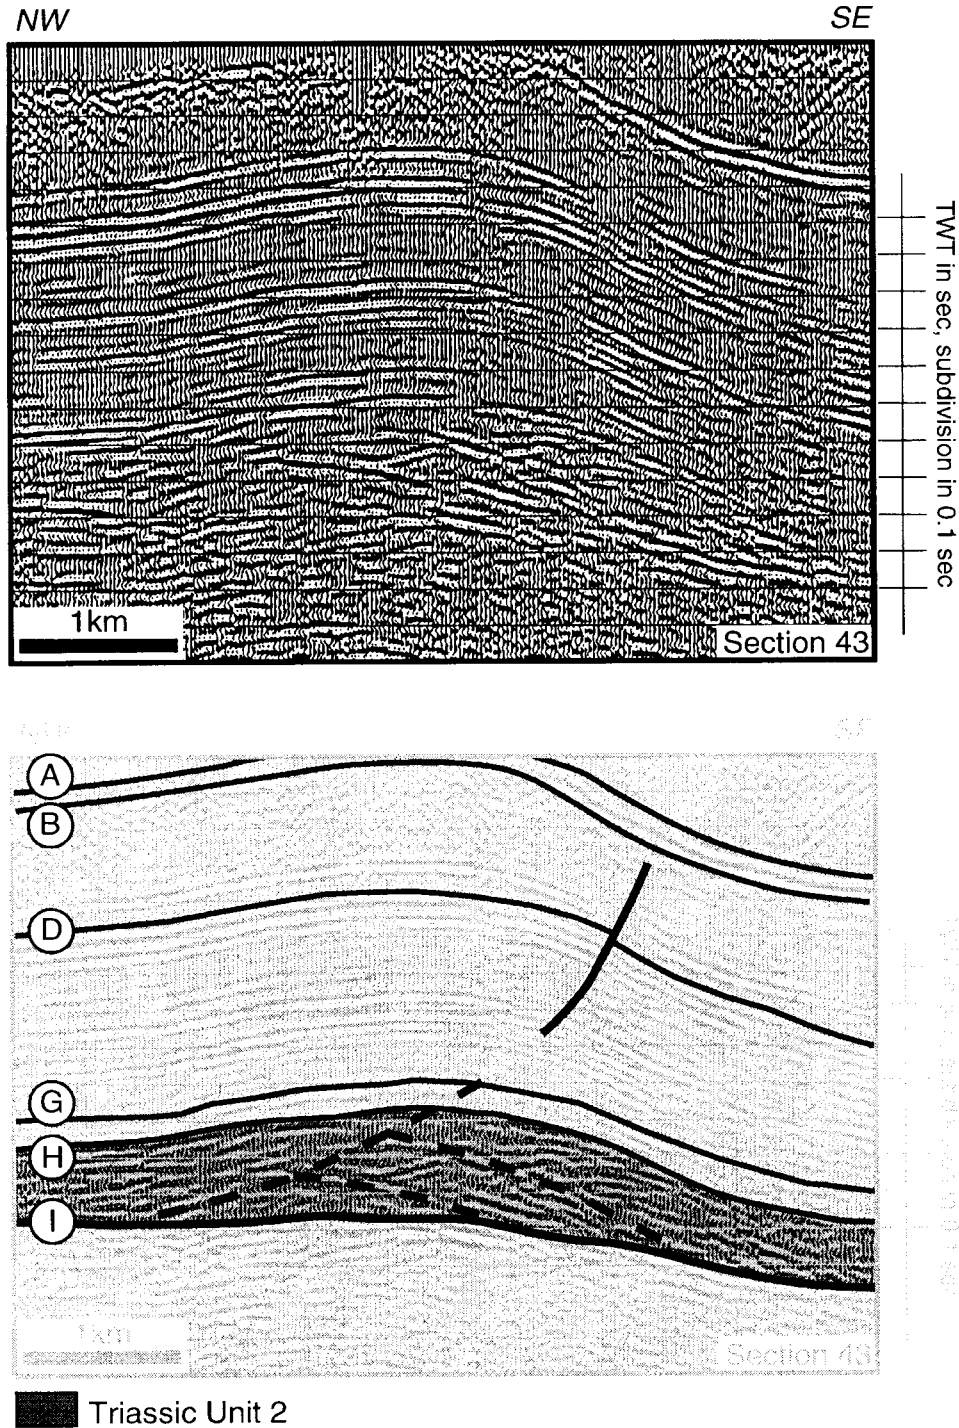 NW SE
TWT in sec, subdivision in 0.1 sec
1km
Section 43
A
B
D
G
H
I
1km
Section 43
Triassic Unit 2